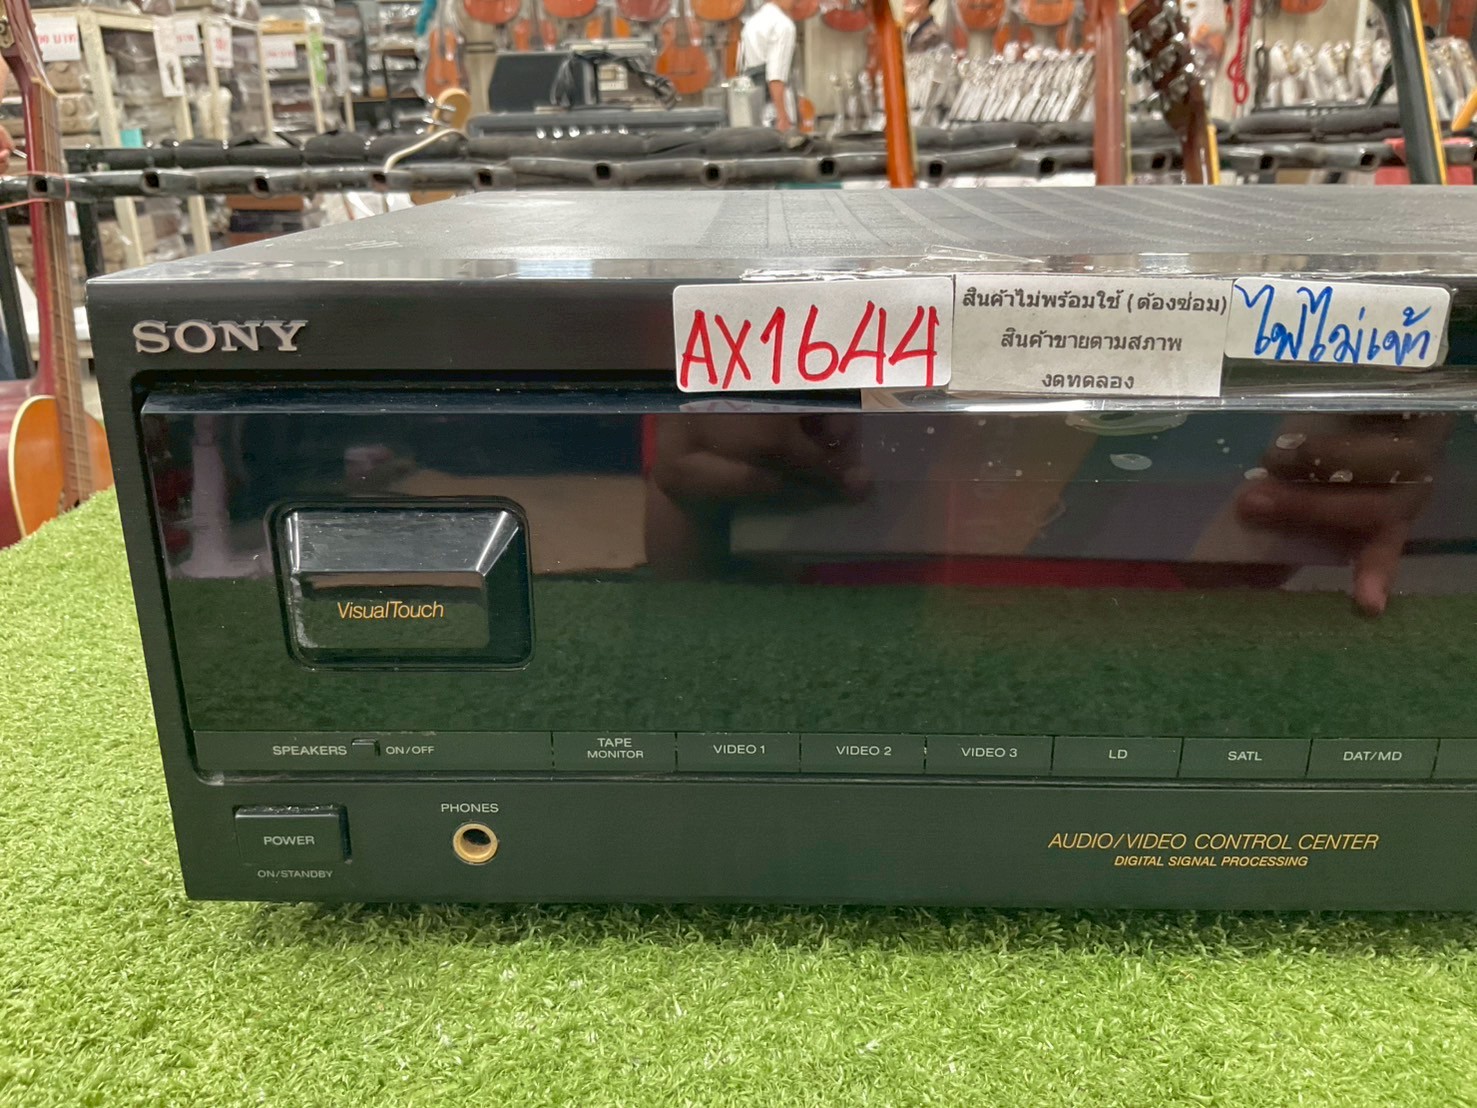 SONY
AX1644
สินค้าไม่พร้อมใช้ (ต้องซ่อม)
สินค้าขายตามสภาพ
งดทดลอง
ไฟไม่เข้า
VisualTouch
SPEAKERS ON/OFF
TAPE
MONITOR
VIDEO 1
VIDEO 2
VIDEO 3
LD
SATL
DAT/MD
POWER
ON/STANDBY
PHONES
AUDIO/VIDEO CONTROL CENTER
DIGITAL SIGNAL PROCESSING